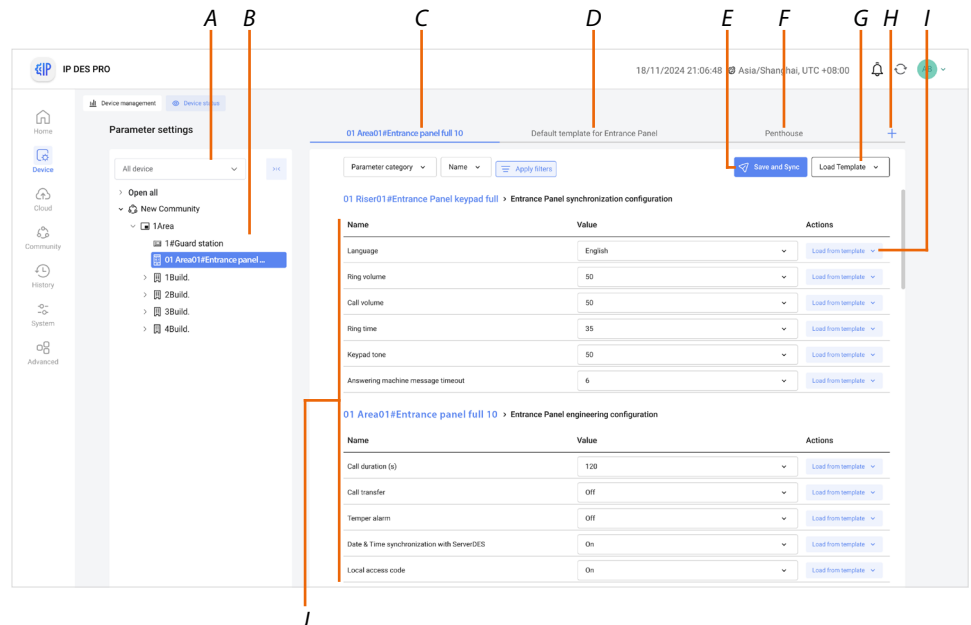 A B C D E F G H I
IP DES PRO
18/11/2024 21:06:48 Asia/Shanghai, UTC +08:00
AB
Device management Device status
Home
Device
Cloud
Community
History
System
Advanced
Parameter settings
All device
Open all
New Community
1Area
1#Guard station
01 Area01#Entrance panel ...
1Build.
2Build.
3Build.
4Build.
01 Area01#Entrance panel full 10 Default template for Entrance Panel Penthouse +
Parameter category Name Apply filters Save and Sync Load Template
01 Riser01#Entrance Panel keypad full > Entrance Panel synchronization configuration
Name Value Actions
Language English Load from template
Ring volume 50 Load from template
Call volume 50 Load from template
Ring time 35 Load from template
Keypad tone 50 Load from template
Answering machine message timeout 6 Load from template
01 Area01#Entrance panel full 10 > Entrance Panel engineering configuration
Name Value Actions
Call duration (s) 120 Load from template
Call transfer Off Load from template
Temper alarm Off Load from template
Date & Time synchronization with ServerDES On Load from template
Local access code On Load from template
J